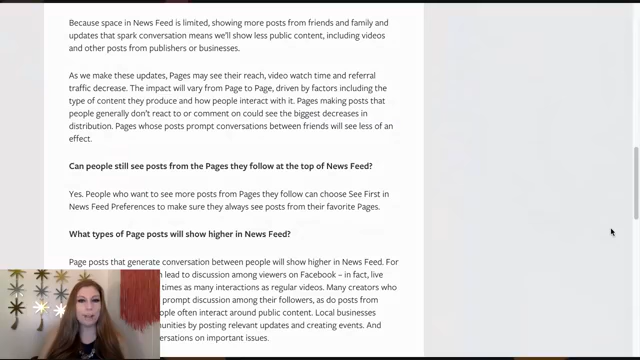 Because space in News Feed is limited, showing more posts from friends and family and
updates that spark conversation means we'll show less public content, including videos
and other posts from publishers or businesses.
As we make these updates, Pages may see their reach, video watch time and referral
traffic decrease. The impact will vary from Page to Page, driven by factors including the
type of content they produce and how people interact with it. Pages making posts that
people generally don't react to or comment on could see the biggest decreases in
distribution. Pages whose posts prompt conversations between friends will see less of an
effect.
Can people still see posts from the Pages they follow at the top of News Feed?
Yes. People who want to see more posts from Pages they follow can choose See First in
News Feed Preferences to make sure they always see posts from their favorite Pages.
What types of Page posts will show higher in News Feed?
Page posts that generate conversation between people will show higher in News Feed. For
lead to discussion among viewers on Facebook – in fact, live
times as many interactions as regular videos. Many creators who
prompt discussion among their followers, as do posts from
ople often interact around public content. Local businesses
unities by posting relevant updates and creating events. And
versations on important issues.